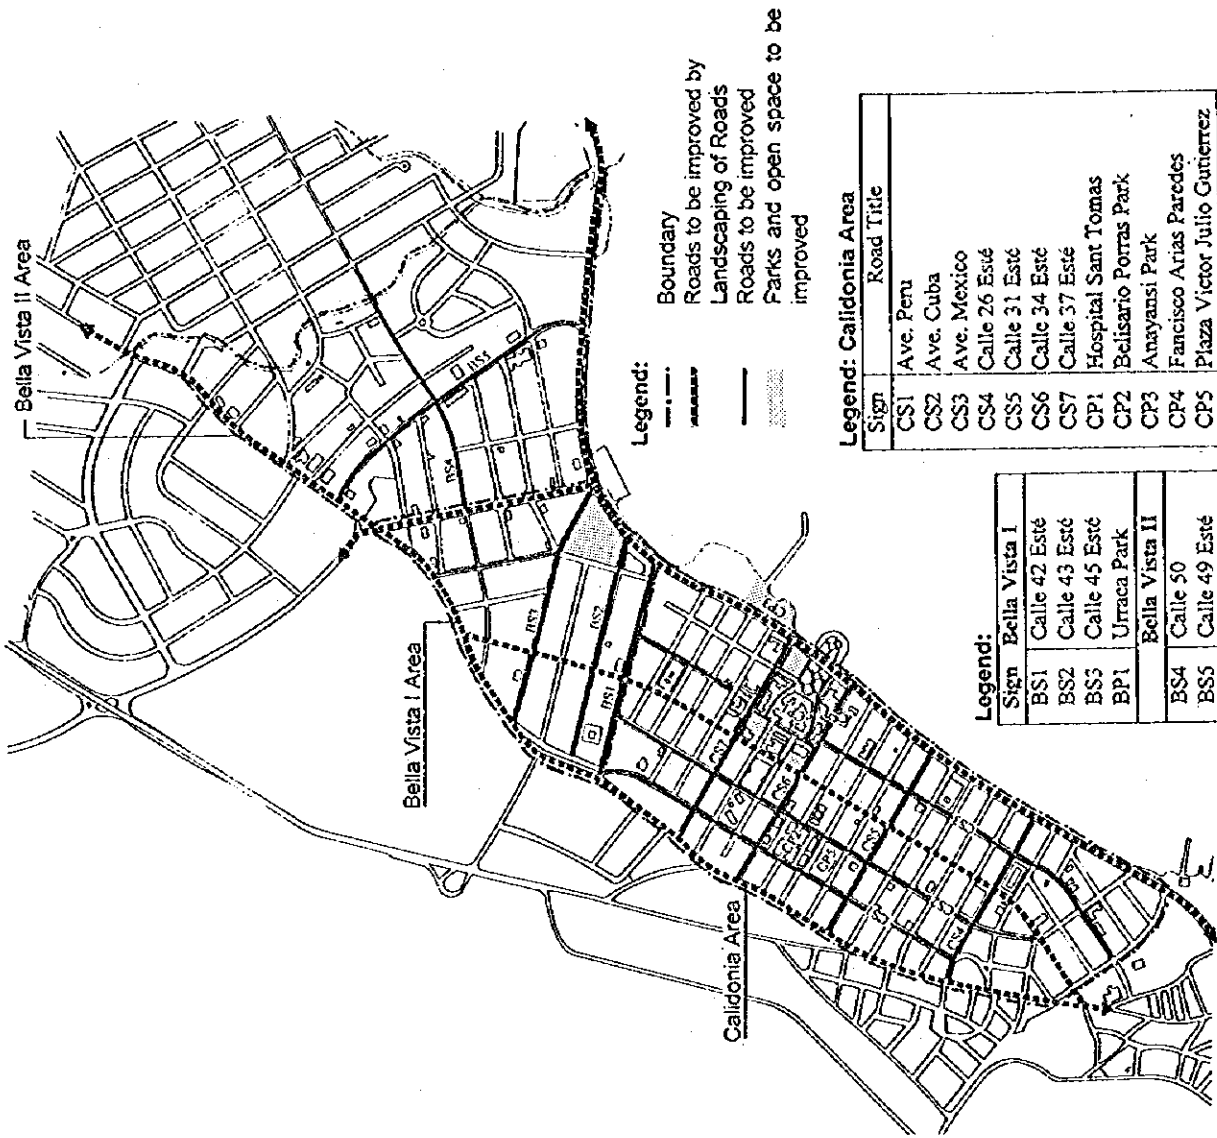 Bella Vista II Area
Bella Vista I Area
Calidonia Area
BS5
BS4
BS3
BS2
BS1
CS7
CS6
CP2
CP3
CS5
CS4
Legend:
Boundary
Roads to be improved by
Landscaping of Roads
Roads to be improved
Parks and open space to be
improved
Legend: Calidonia Area
Sign Road Title
CS1 Ave. Peru
CS2 Ave. Cuba
CS3 Ave. Mexico
CS4 Calle 26 Esté
CS5 Calle 31 Esté
CS6 Calle 34 Esté
CS7 Calle 37 Esté
CP1 Hospital Sant Tomas
CP2 Belisario Porras Park
CP3 Anayansi Park
CP4 Fancisco Arias Paredes
CP5 Plaza Victor Julio Gutierrez
Legend:
Sign Bella Vista I
BS1 Calle 42 Esté
BS2 Calle 43 Esté
BS3 Calle 45 Esté
BP1 Urraca Park
Bella Vista II
BS4 Calle 50
BS5 Calle 49 Esté